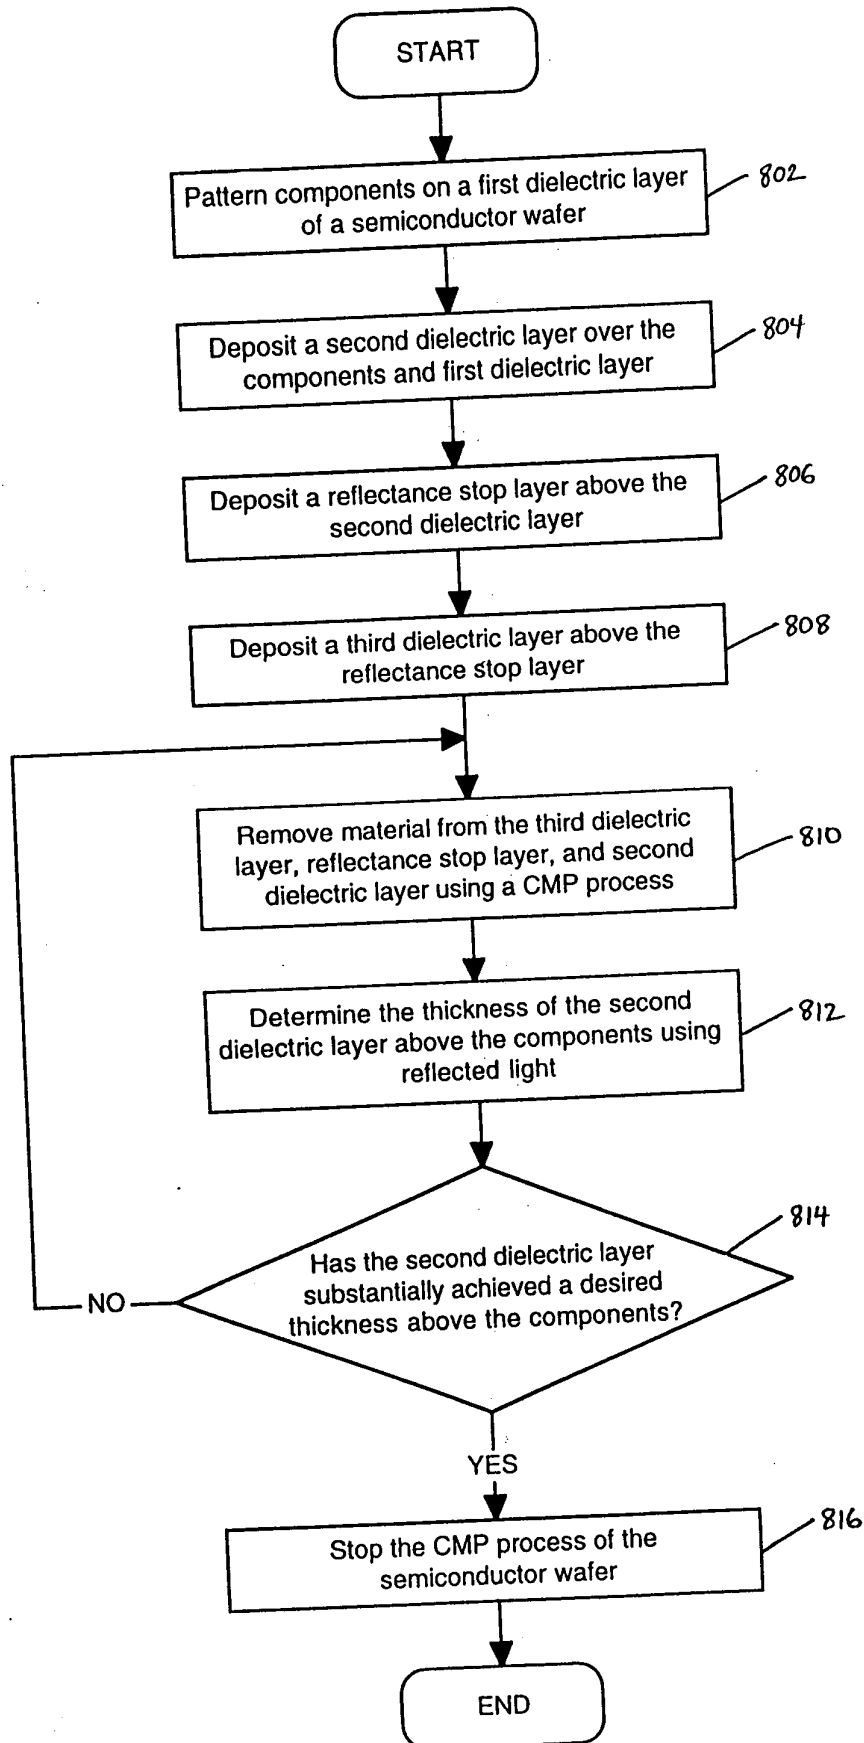 START
Pattern components on a first dielectric layer
of a semiconductor wafer
802
Deposit a second dielectric layer over the
components and first dielectric layer
804
Deposit a reflectance stop layer above the
second dielectric layer
806
Deposit a third dielectric layer above the
reflectance stop layer
808
Remove material from the third dielectric
layer, reflectance stop layer, and second
dielectric layer using a CMP process
810
Determine the thickness of the second
dielectric layer above the components using
reflected light
812
Has the second dielectric layer
substantially achieved a desired
thickness above the components?
814
NO
YES
Stop the CMP process of the
semiconductor wafer
816
END